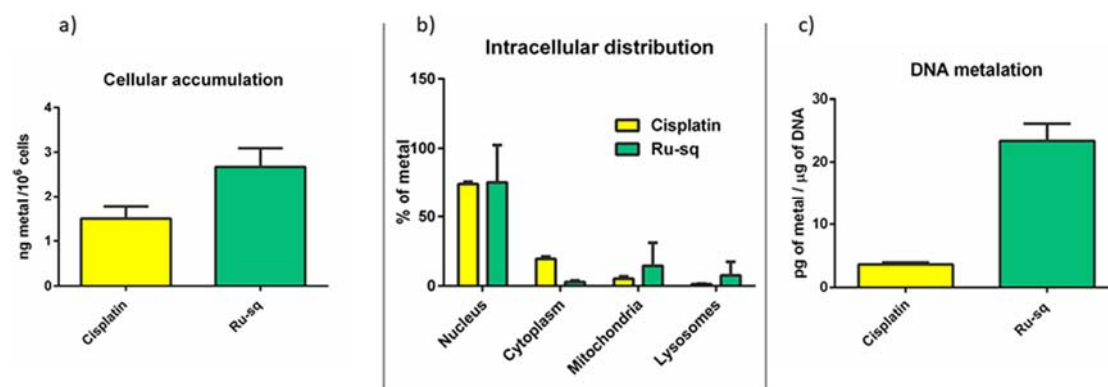 a)
Cellular accumulation
ng metal /10⁶ cells
4
3
2
1
0
Cisplatin
Ru-sq
b)
Intracellular distribution
% of metal
150
100
50
0
Cisplatin
Ru-sq
Nucleus
Cytoplasm
Mitochondria
Lysosomes
c)
DNA metalation
pg of metal / µg of DNA
30
20
10
0
Cisplatin
Ru-sq